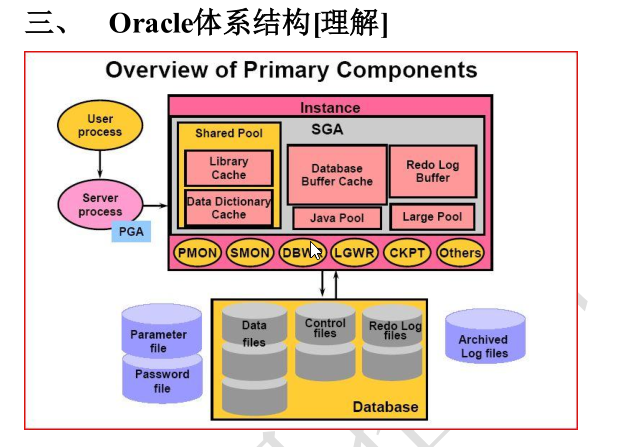 三、 Oracle体系结构[理解]
Overview of Primary Components
Instance
User
process
Server
process
PGA
SGA
Shared Pool
Library
Cache
Data Dictionary
Cache
Database
Buffer Cache
Redo Log
Buffer
Java Pool
Large Pool
PMON
SMON
LGWR
CKPT
Others
Parameter
file
Password
file
Data
files
Control
files
Redo Log
files
Database
Archived
Log files